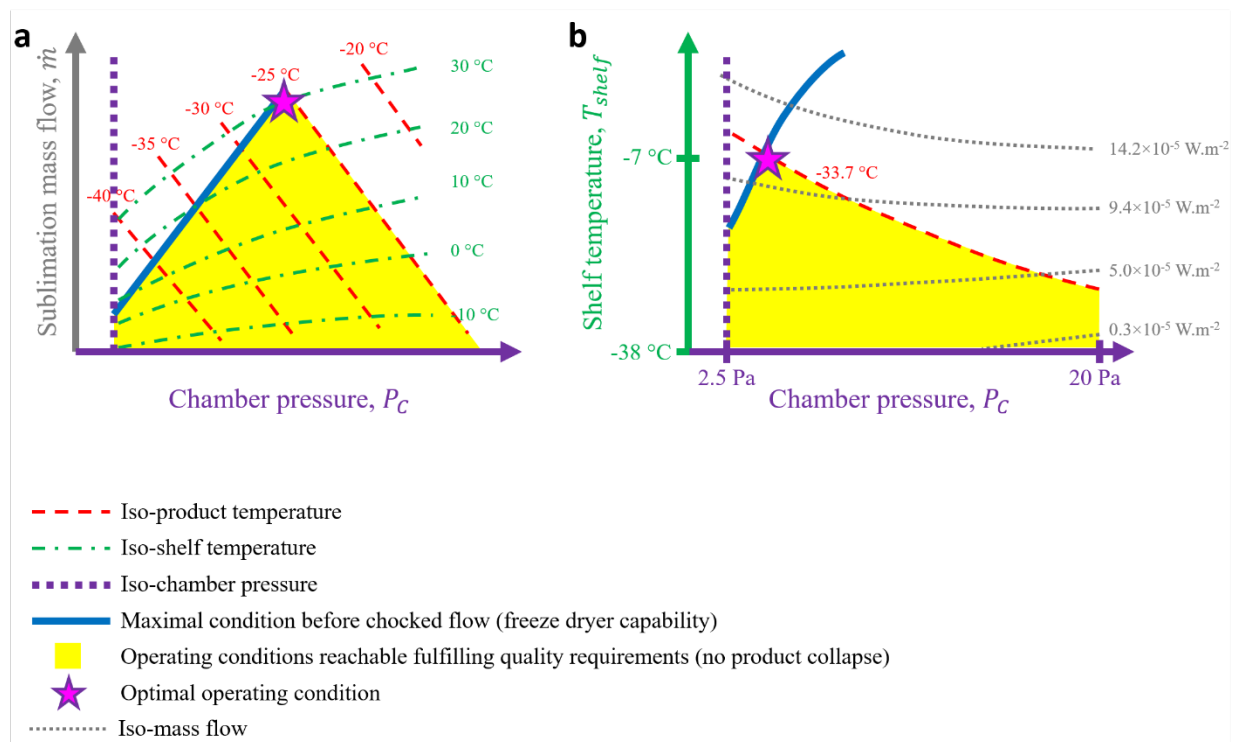 a
Sublimation mass flow, ṁ
-20 °C
-25 °C
-30 °C
-35 °C
-40 °C
30 °C
20 °C
10 °C
0 °C
-10 °C
Chamber pressure, P_C
b
Shelf temperature, T_shelf
-7 °C
-38 °C
-33.7 °C
14.2×10⁻⁵ W.m⁻²
9.4×10⁻⁵ W.m⁻²
5.0×10⁻⁵ W.m⁻²
0.3×10⁻⁵ W.m⁻²
2.5 Pa
20 Pa
Chamber pressure, P_C
Iso-product temperature
Iso-shelf temperature
Iso-chamber pressure
Maximal condition before chocked flow (freeze dryer capability)
Operating conditions reachable fulfilling quality requirements (no product collapse)
Optimal operating condition
Iso-mass flow